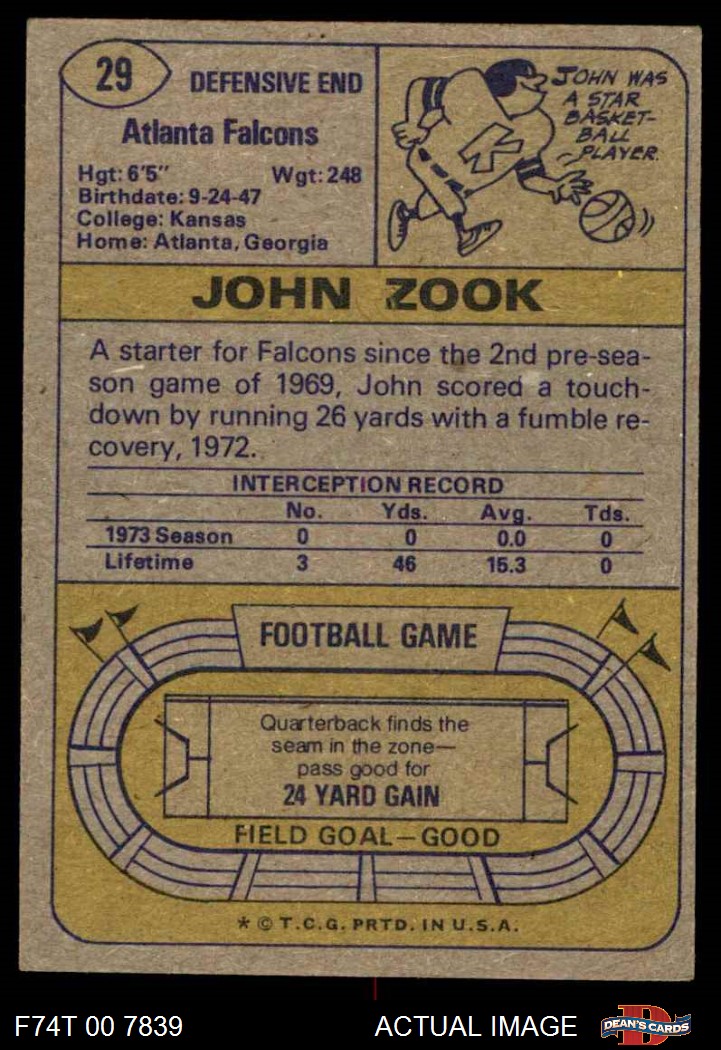 29
DEFENSIVE END
Atlanta Falcons
Hgt: 6'5" Wgt: 248
Birthdate: 9-24-47
College: Kansas
Home: Atlanta, Georgia
JOHN WAS
A STAR
BASKET-
BALL
PLAYER.
K
JOHN ZOOK
A starter for Falcons since the 2nd pre-sea-
son game of 1969, John scored a touch-
down by running 26 yards with a fumble re-
covery, 1972.
INTERCEPTION RECORD
No. Yds. Avg. Tds.
1973 Season 0 0 0.0 0
Lifetime 3 46 15.3 0
FOOTBALL GAME
Quarterback finds the
seam in the zone—
pass good for
24 YARD GAIN
FIELD GOAL—GOOD
* © T.C.G. PRTD. IN U.S.A.
F74T 00 7839 ACTUAL IMAGE
D
DEAN'S CARDS